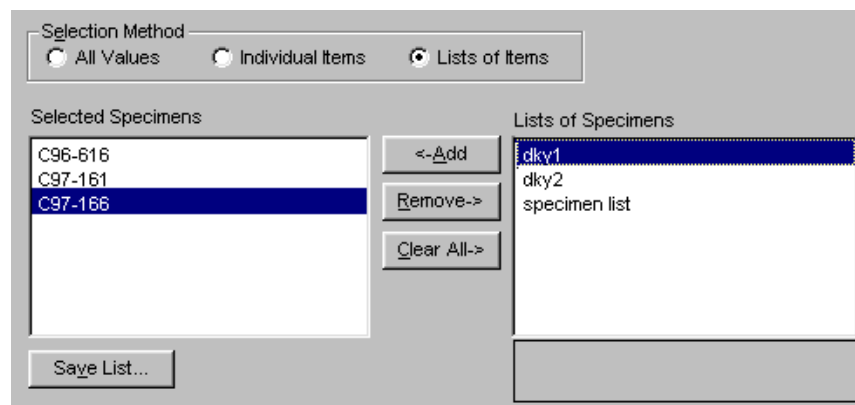 Selection Method
All Values Individual Items Lists of Items
Selected Specimens
C96-616
C97-161
C97-166
<-Add
Remove->
Clear All->
Lists of Specimens
dky1
dky2
specimen list
Save List...